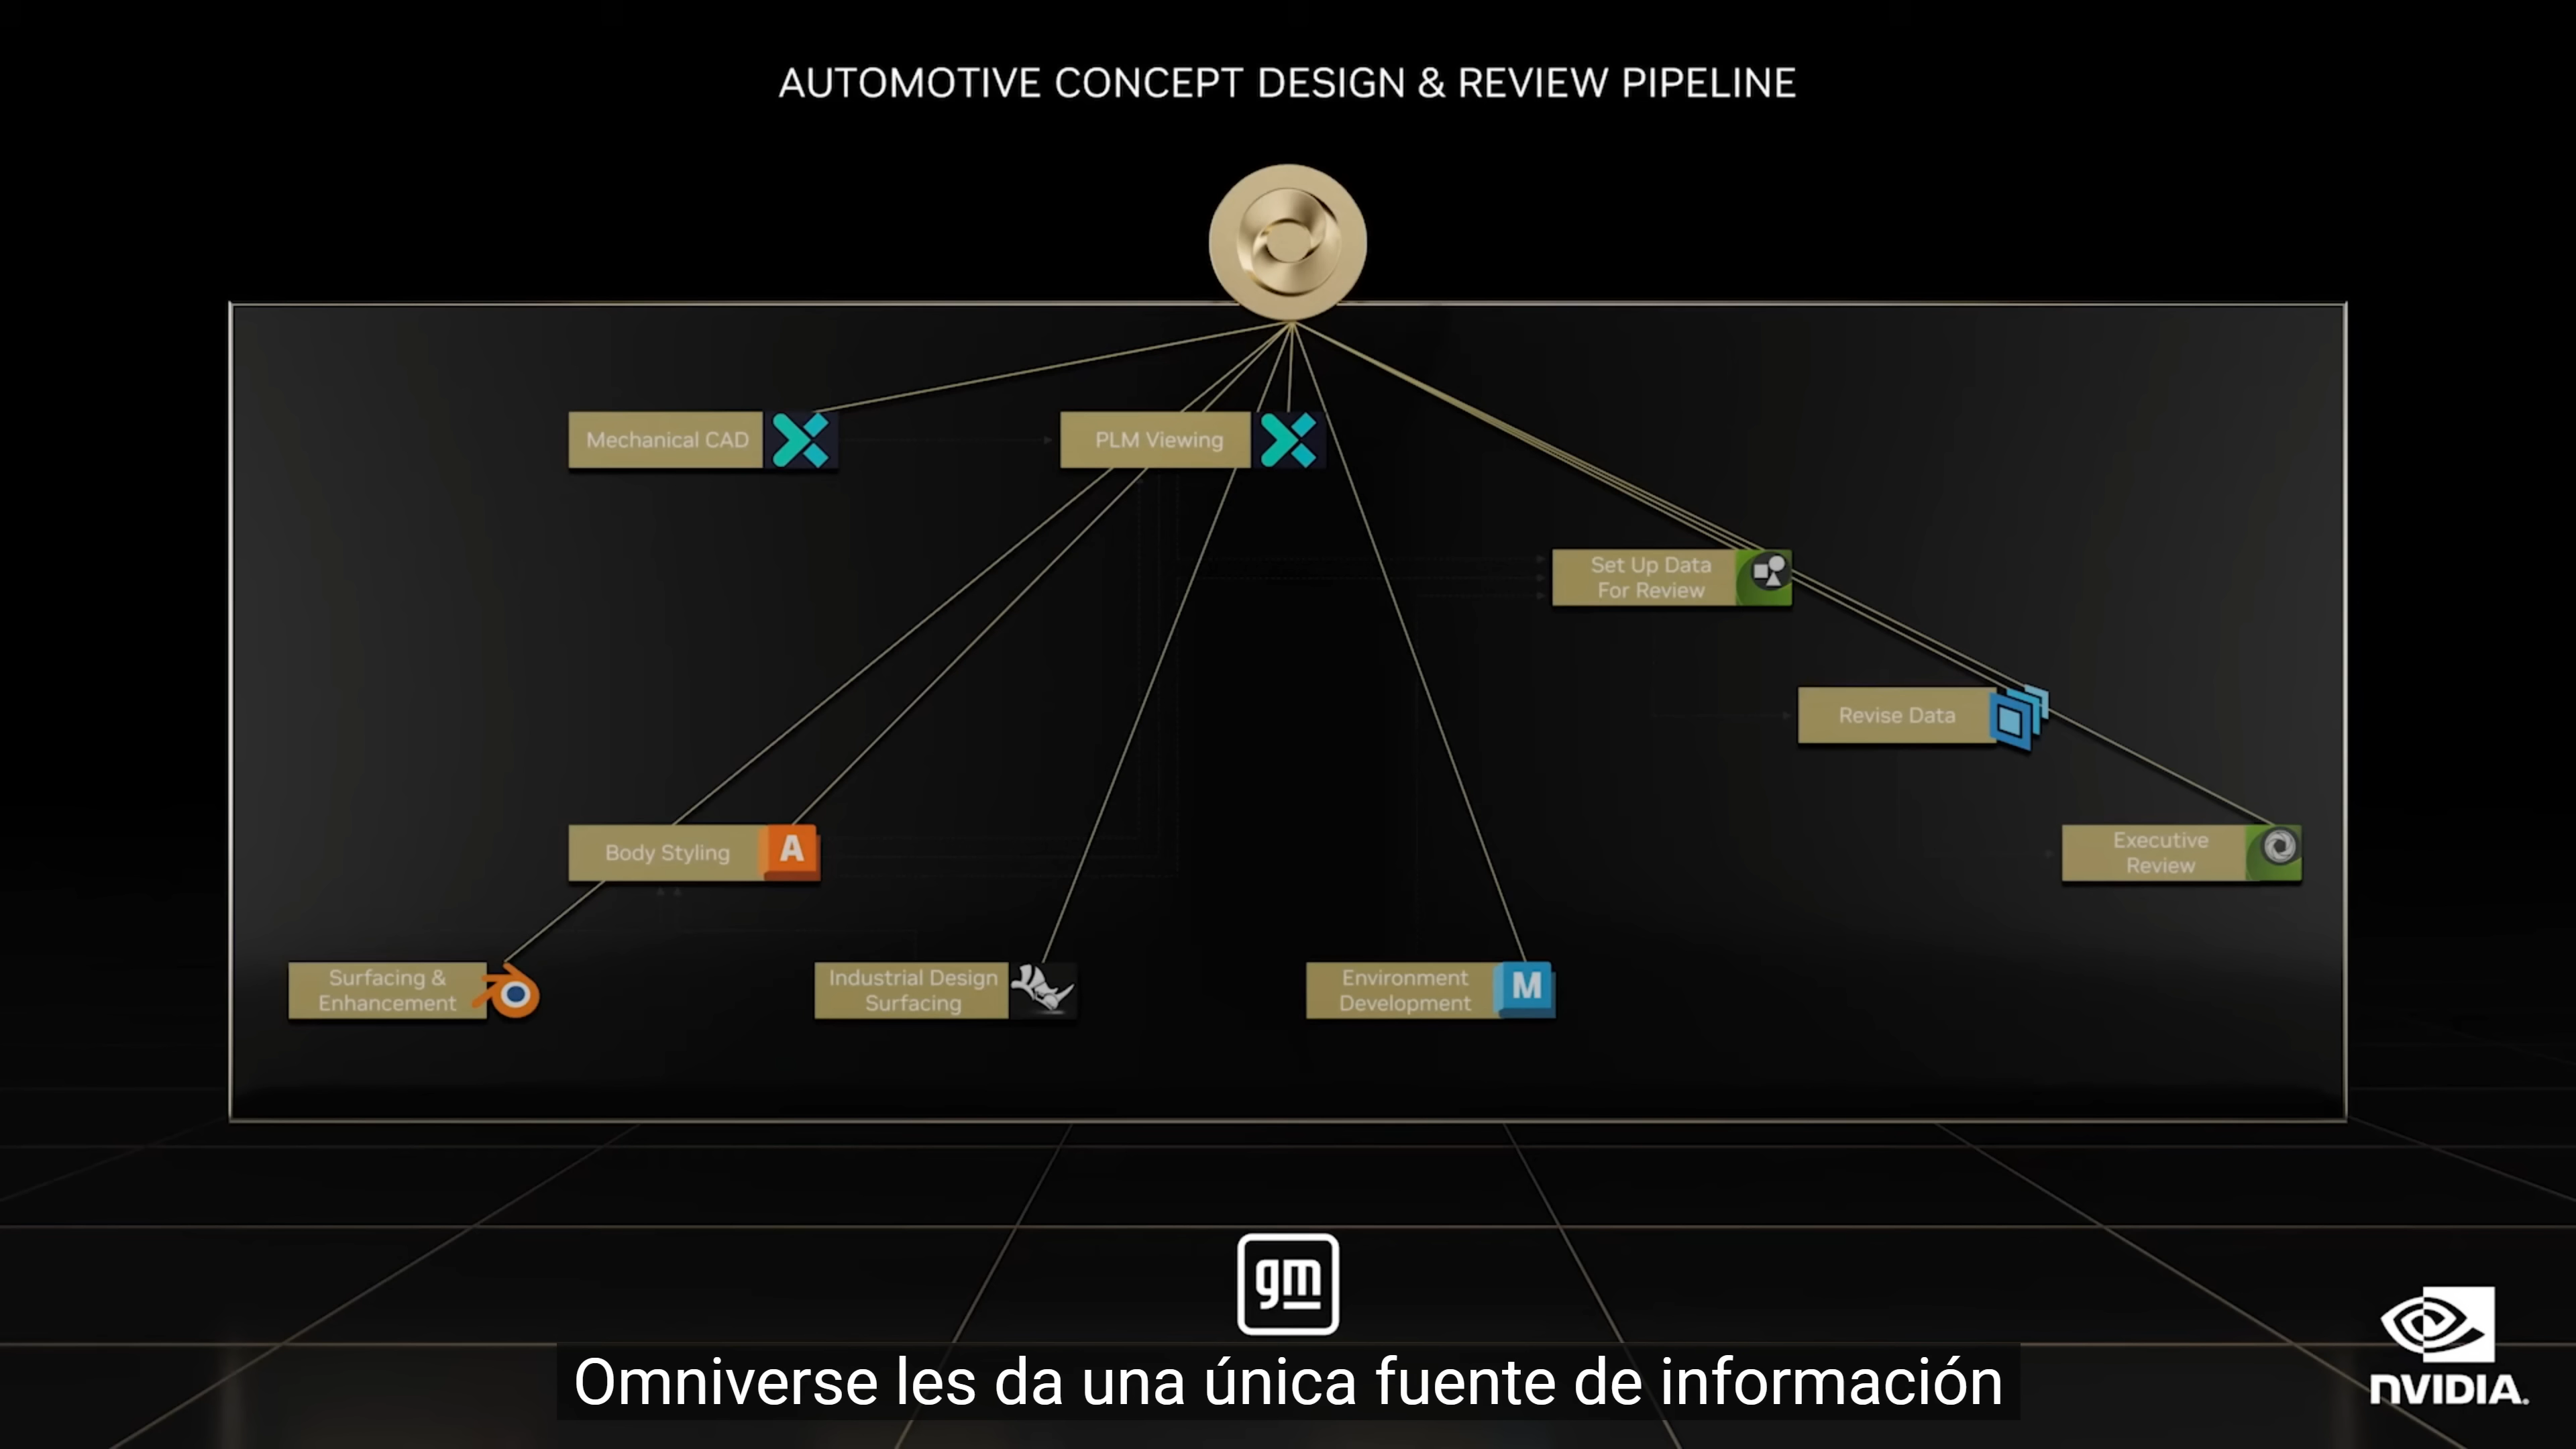 AUTOMOTIVE CONCEPT DESIGN & REVIEW PIPELINE
Mechanical CAD
PLM Viewing
Set Up Data
For Review
Revise Data
Body Styling
A
Executive
Review
Surfacing &
Enhancement
Industrial Design
Surfacing
Environment
Development
M
gm
Omniverse les da una única fuente de información
NVIDIA.